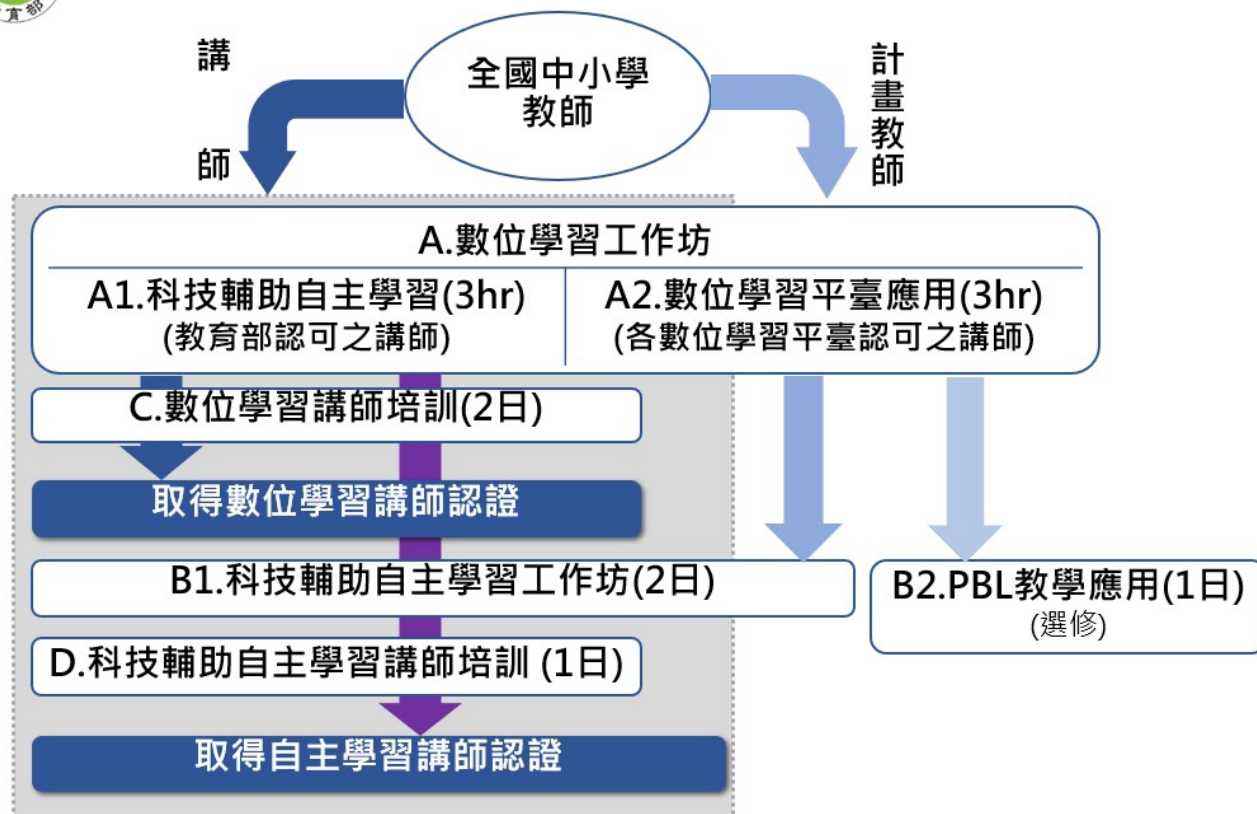 育部
講
師
全國中小學
教師
計畫教師
A.數位學習工作坊
A1.科技輔助自主學習(3hr)
(教育部認可之講師)
A2.數位學習平臺應用(3hr)
(各數位學習平臺認可之講師)
C.數位學習講師培訓(2日)
取得數位學習講師認證
B1.科技輔助自主學習工作坊(2日)
B2.PBL教學應用(1日)
(選修)
D.科技輔助自主學習講師培訓 (1日)
取得自主學習講師認證